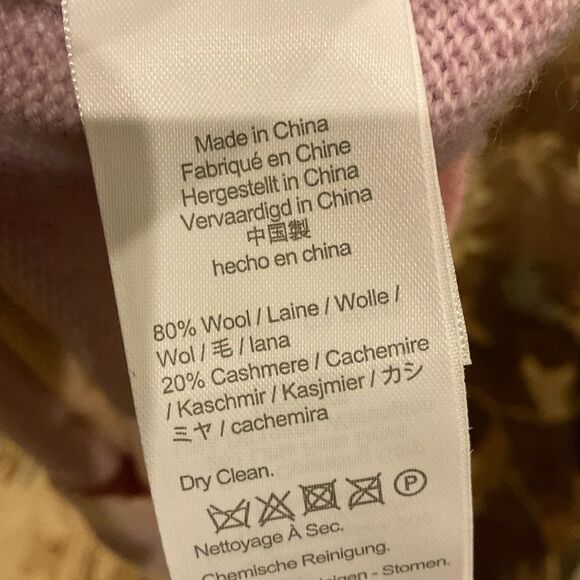 Made in China
Fabriqué en Chine
Hergestellt in China
Vervaardigd in China
中国製
hecho en china
80% Wool / Laine / Wolle /
Wol / 毛 / lana
20% Cashmere / Cachemire
/ Kaschmir / Kasjmier / カシ
ミヤ / cachemira
Dry Clean.
P
Nettoyage À Sec.
Chemische Reinigung.
- Stomen.